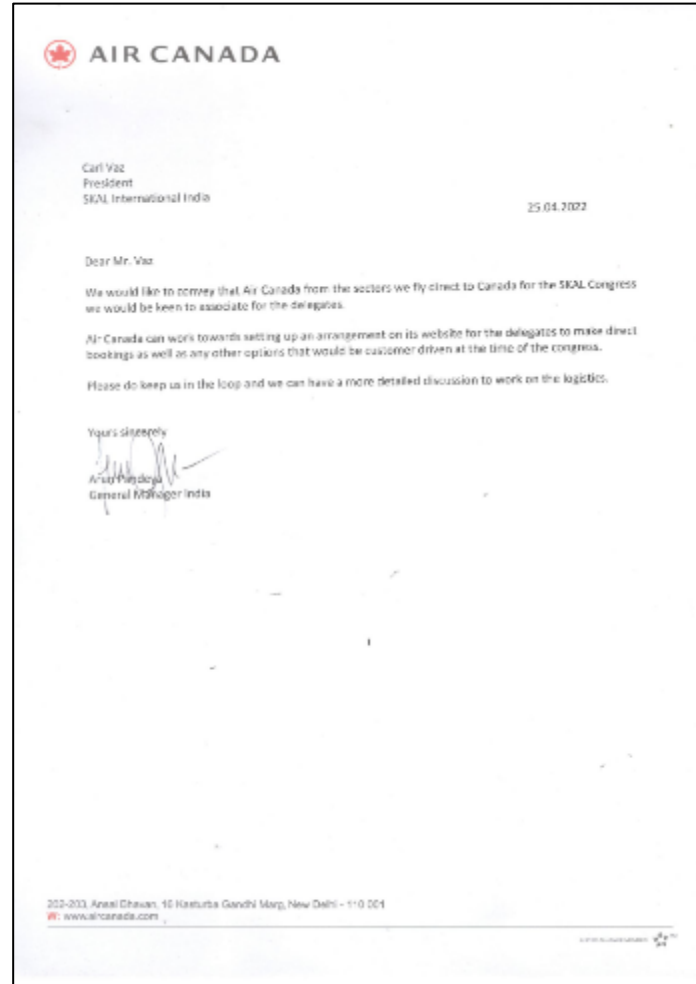 AIR CANADA
Carl Vaz
President
SKAL International India
25.04.2022
Dear Mr. Vaz
We would like to convey that Air Canada from the sectors we fly direct to Canada for the SKAL Congress
we would be keen to associate for the delegates.
Air Canada can work towards setting up an arrangement on its website for the delegates to make direct
bookings as well as any other options that would be customer driven at the time of the congress.
Please do keep us in the loop and we can have a more detailed discussion to work on the logistics.
Yours sincerely
Arun Pandeya
General Manager India
202-203, Ansal Bhavan, 16 Kasturba Gandhi Marg, New Delhi - 110 001
W: www.aircanada.com
A STAR ALLIANCE MEMBER